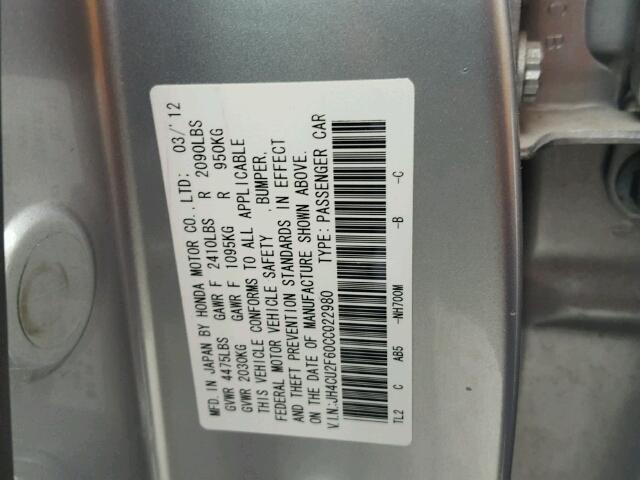 MFD. IN JAPAN BY HONDA MOTOR CO.,LTD: 03/'12
GVWR 4475LBS GAWR F 2410LBS R 2090LBS
GVWR 2030KG GAWR F 1095KG R 950KG
THIS VEHICLE CONFORMS TO ALL APPLICABLE
FEDERAL MOTOR VEHICLE SAFETY , BUMPER,
AND THEFT PREVENTION STANDARDS IN EFFECT
ON THE DATE OF MANUFACTURE SHOWN ABOVE.
V.I.N:JH4CU2F60CC022980 TYPE: PASSENGER CAR
TL2 C AB5 -NH700M -B -C
C B